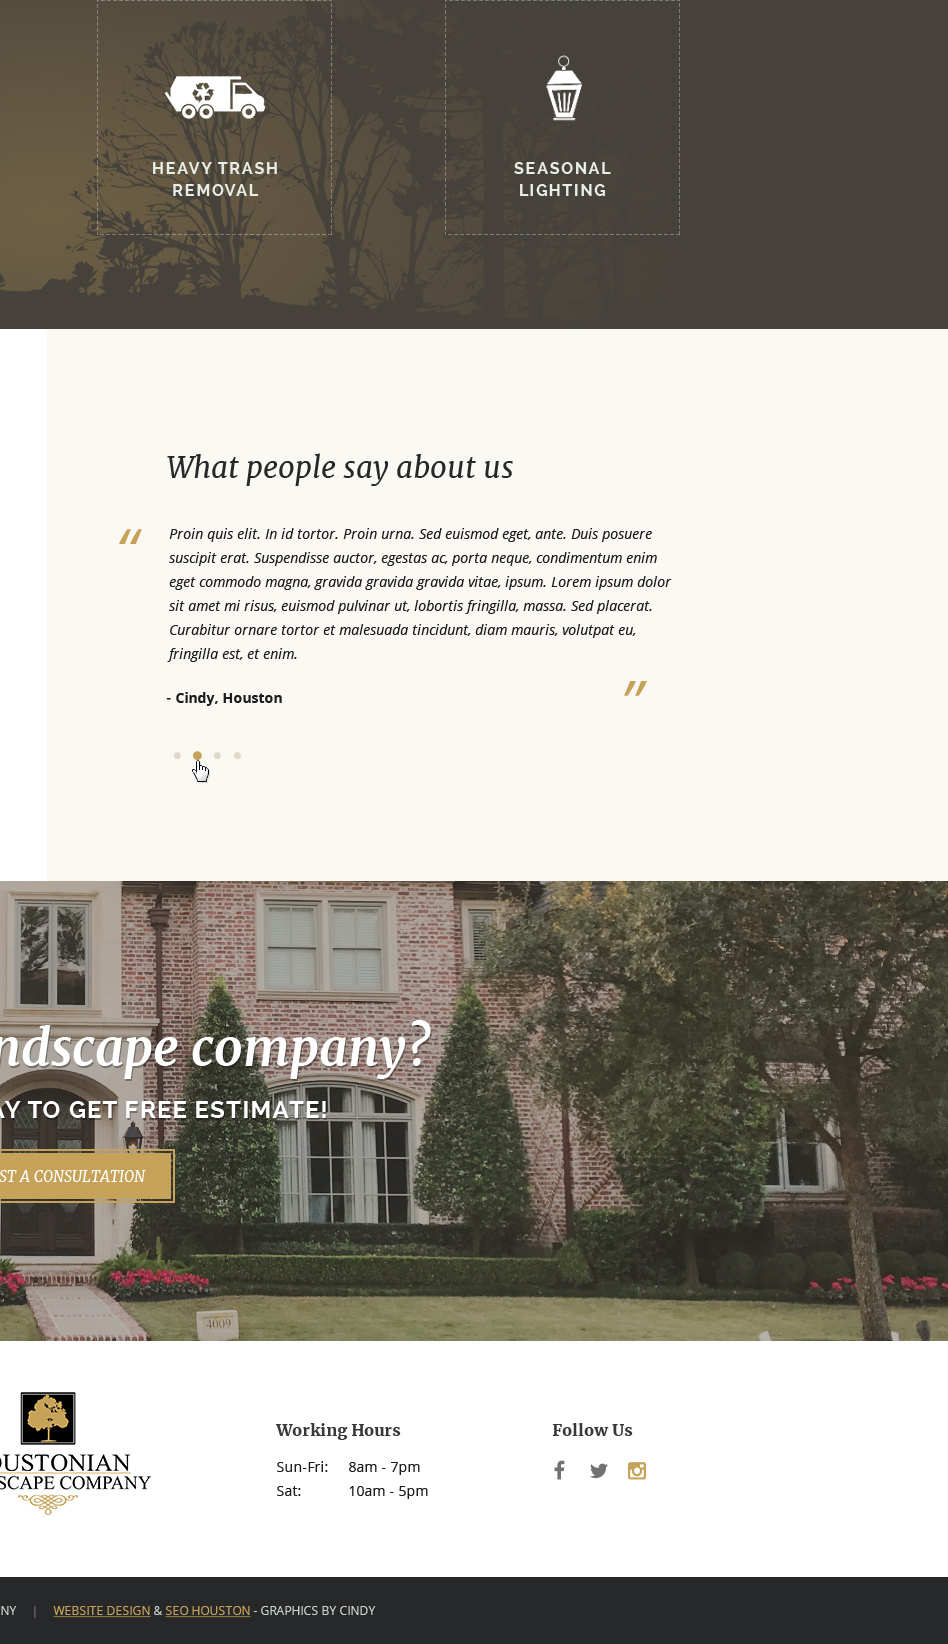 HEAVY TRASH
REMOVAL
SEASONAL
LIGHTING
What people say about us
Proin quis elit. In id tortor. Proin urna. Sed euismod eget, ante. Duis posuere
suscipit erat. Suspendisse auctor, egestas ac, porta neque, condimentum enim
eget commodo magna, gravida gravida gravida vitae, ipsum. Lorem ipsum dolor
sit amet mi risus, euismod pulvinar ut, lobortis fringilla, massa. Sed placerat.
Curabitur ornare tortor et malesuada tincidunt, diam mauris, volutpat eu,
fringilla est, et enim.
- Cindy, Houston
ndscape company?
AY TO GET FREE ESTIMATE!
ST A CONSULTATION
4009
OUSTONIAN
SCAPE COMPANY
Working Hours
Sun-Fri: 8am - 7pm
Sat: 10am - 5pm
Follow Us
NY | WEBSITE DESIGN & SEO HOUSTON - GRAPHICS BY CINDY